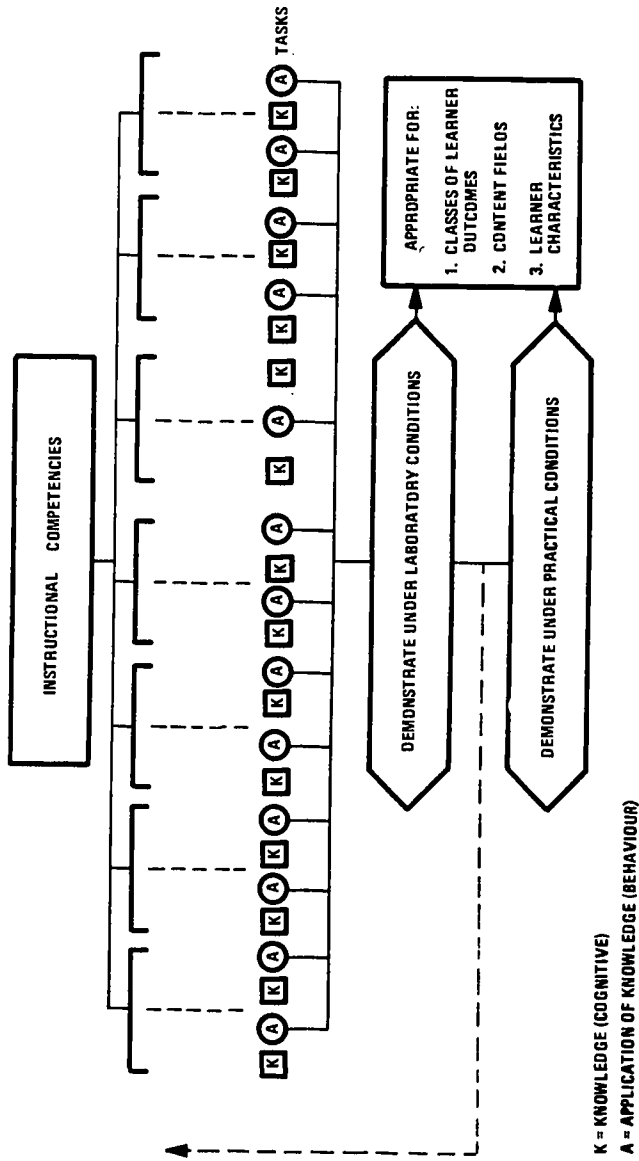 INSTRUCTIONAL COMPETENCIES
K A K A K A K A K A K A K A K A K A K K A K A K A K A TASKS
DEMONSTRATE UNDER LABORATORY CONDITIONS
APPROPRIATE FOR:
1. CLASSES OF LEARNER
OUTCOMES
2. CONTENT FIELDS
3. LEARNER
CHARACTERISTICS
DEMONSTRATE UNDER PRACTICAL CONDITIONS
K = KNOWLEDGE (COGNITIVE)
A = APPLICATION OF KNOWLEDGE (BEHAVIOUR)